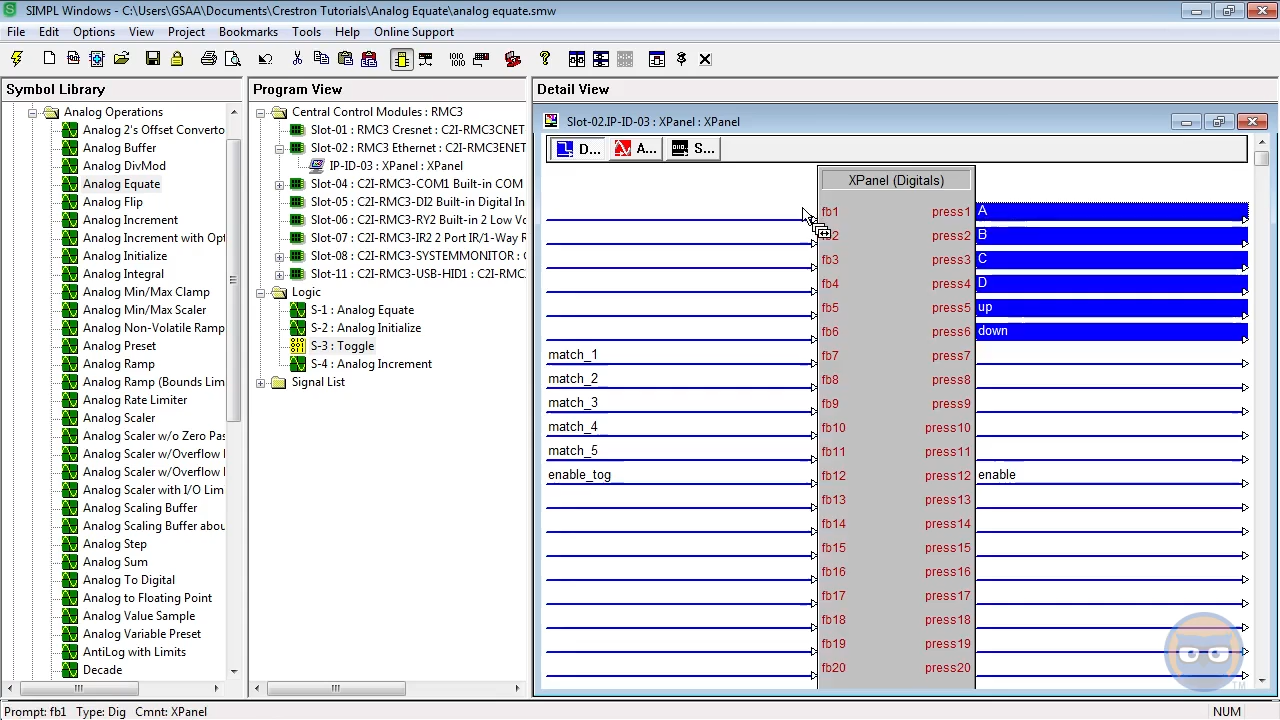 SIMPL Windows - C:\Users\GSAA\Documents\Crestron Tutorials\Analog Equate\analog equate.smw
File Edit Options View Project Bookmarks Tools Help Online Support
Symbol Library
Analog Operations
Analog 2's Offset Converto
Analog Buffer
Analog DivMod
Analog Equate
Analog Flip
Analog Increment
Analog Increment with Opt
Analog Initialize
Analog Integral
Analog Min/Max Clamp
Analog Min/Max Scaler
Analog Non-Volatile Ramp
Analog Preset
Analog Ramp
Analog Ramp (Bounds Lim
Analog Rate Limiter
Analog Scaler
Analog Scaler w/o Zero Pas
Analog Scaler w/Overflow
Analog Scaler w/Overflow
Analog Scaler with I/O Lim
Analog Scaling Buffer
Analog Scaling Buffer abou
Analog Step
Analog Sum
Analog To Digital
Analog to Floating Point
Analog Value Sample
Analog Variable Preset
AntiLog with Limits
Decade
Program View
Central Control Modules : RMC3
Slot-01 : RMC3 Cresnet : C2I-RMC3CNET
Slot-02 : RMC3 Ethernet : C2I-RMC3ENET
IP-ID-03 : XPanel : XPanel
Slot-04 : C2I-RMC3-COM1 Built-in COM
Slot-05 : C2I-RMC3-DI2 Built-in Digital In
Slot-06 : C2I-RMC3-RY2 Built-in 2 Low Vo
Slot-07 : C2I-RMC3-IR2 2 Port IR/1-Way R
Slot-08 : C2I-RMC3-SYSTEMMONITOR : C
Slot-11 : C2I-RMC3-USB-HID1 : C2I-RMC
Logic
S-1 : Analog Equate
S-2 : Analog Initialize
S-3 : Toggle
S-4 : Analog Increment
Signal List
Detail View
Slot-02.IP-ID-03 : XPanel : XPanel
D... A... S...
XPanel (Digitals)
fb1 press1 A
press2 B
fb3 press3 C
fb4 press4 D
fb5 press5 up
fb6 press6 down
match_1 fb7 press7
match_2 fb8 press8
match_3 fb9 press9
match_4 fb10 press10
match_5 fb11 press11
enable_tog fb12 press12 enable
fb13 press13
fb14 press14
fb15 press15
fb16 press16
fb17 press17
fb18 press18
fb19 press19
fb20 press20
TM
Prompt: fb1 Type: Dig Cmnt: XPanel
NUM